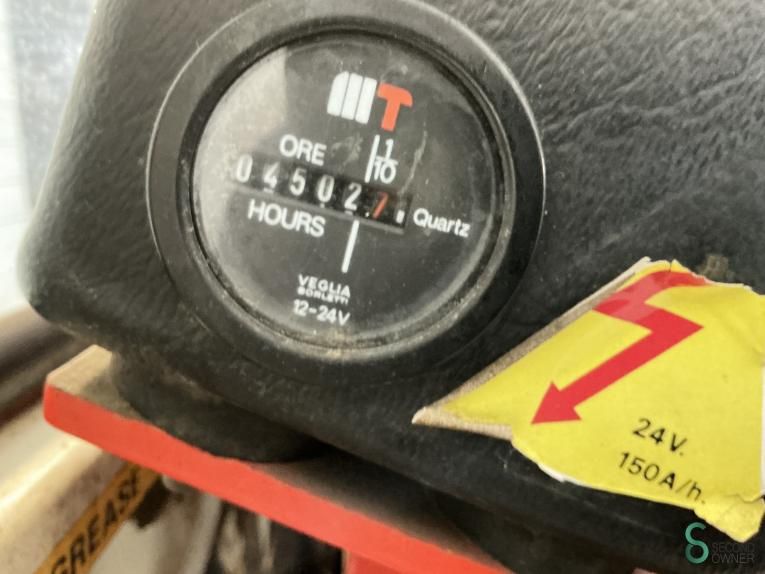 MT
ORE
1/10
045027
Quartz
HOURS
VEGLIA
BORLETTI
12-24V
24V.
150A/h.
GREASE
SECOND
OWNER